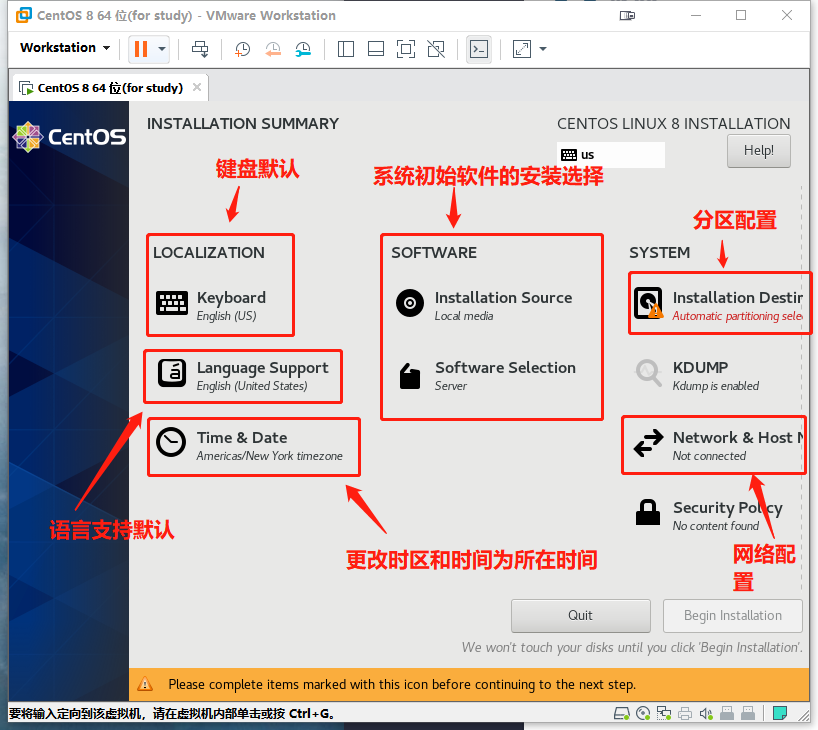 CentOS 8 64 位(for study) - VMware Workstation
Workstation
CentOS 8 64 位(for study)
CentOS
INSTALLATION SUMMARY
CENTOS LINUX 8 INSTALLATION
us
Help!
键盘默认
系统初始软件的安装选择
分区配置
LOCALIZATION
SOFTWARE
SYSTEM
Keyboard
English (US)
Installation Source
Local media
Installation Destin
Automatic partitioning sele
Language Support
English (United States)
Software Selection
Server
KDUMP
Kdump is enabled
Time & Date
Americas/New York timezone
Network & Host N
Not connected
Security Policy
No content found
语言支持默认
更改时区和时间为所在时间
网络配
置
Quit
Begin Installation
We won't touch your disks until you click 'Begin Installation'.
Please complete items marked with this icon before continuing to the next step.
要将输入定向到该虚拟机，请在虚拟机内部单击或按 Ctrl+G。